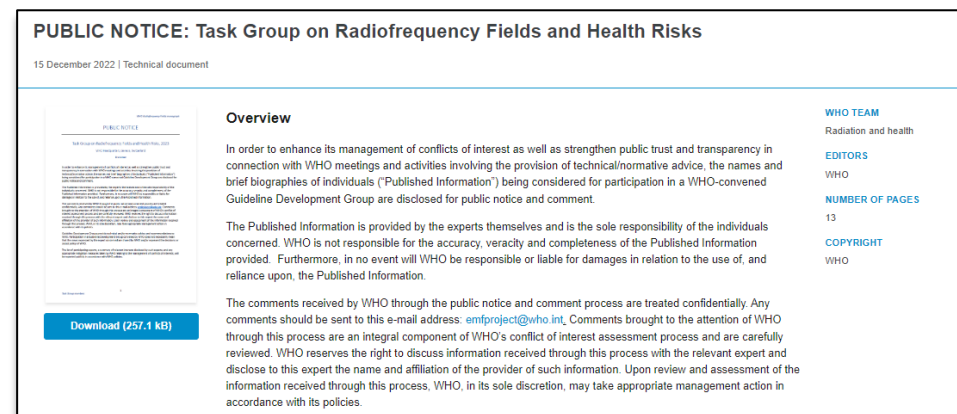 PUBLIC NOTICE: Task Group on Radiofrequency Fields and Health Risks
15 December 2022 | Technical document
PUBLIC NOTICE
Overview
In order to enhance its management of conflicts of interest as well as strengthen public trust and transparency in
connection with WHO meetings and activities involving the provision of technical/normative advice, the names and
brief biographies of individuals (“Published Information”) being considered for participation in a WHO-convened
Guideline Development Group are disclosed for public notice and comment.
The Published Information is provided by the experts themselves and is the sole responsibility of the individuals
concerned. WHO is not responsible for the accuracy, veracity and completeness of the Published Information
provided.  Furthermore, in no event will WHO be responsible or liable for damages in relation to the use of, and
reliance upon, the Published Information.
The comments received by WHO through the public notice and comment process are treated confidentially. Any
comments should be sent to this e-mail address: emfproject@who.int. Comments brought to the attention of WHO
through this process are an integral component of WHO’s conflict of interest assessment process and are carefully
reviewed. WHO reserves the right to discuss information received through this process with the relevant expert and
disclose to this expert the name and affiliation of the provider of such information. Upon review and assessment of the
information received through this process, WHO, in its sole discretion, may take appropriate management action in
accordance with its policies.
Download (257.1 kB)
WHO TEAM
Radiation and health
EDITORS
WHO
NUMBER OF PAGES
13
COPYRIGHT
WHO